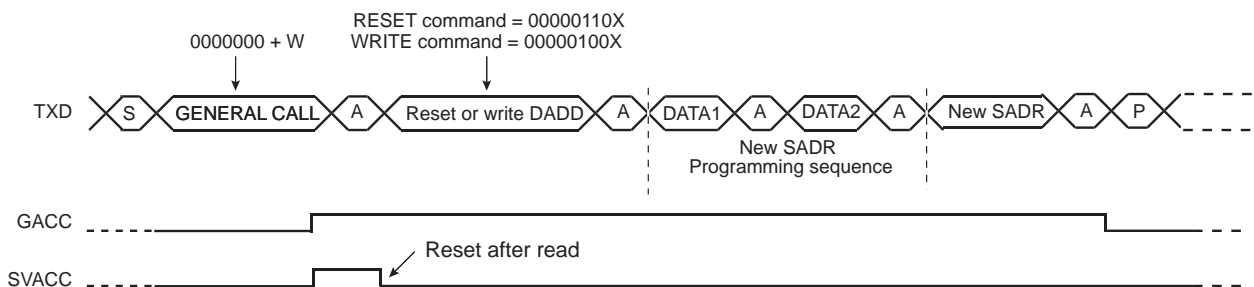 RESET command = 00000110X
0000000 + W
WRITE command = 00000100X
TXD
S
GENERAL CALL
A
Reset or write DADD
A
DATA1
A
DATA2
A
New SADR
A
P
New SADR
Programming sequence
GACC
Reset after read
SVACC